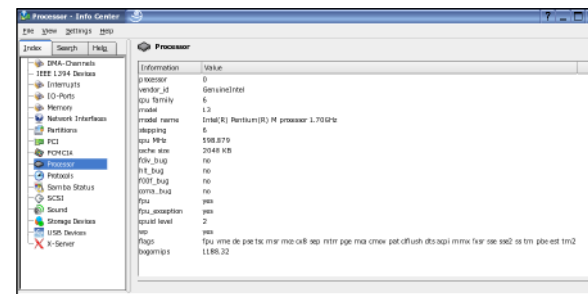 Processor - Info Center
File View Settings Help
Index Search Help
Processor
DMA-Channels
IEEE 1394 Devices
Interrupts
IO-Ports
Memory
Network Interfaces
Partitions
PCI
PCMCIA
Processor
Protocols
Samba Status
SCSI
Sound
Storage Devices
USB Devices
X-Server
Information Value
processor 0
vendor_id GenuineIntel
cpu family 6
model 13
model name Intel(R) Pentium(R) M processor 1.70GHz
stepping 6
cpu MHz 598.879
cache size 2048 KB
fdiv_bug no
hlt_bug no
f00f_bug no
coma_bug no
fpu yes
fpu_exception yes
cpuid level 2
wp yes
flags fpu vme de pse tsc msr mce cx8 sep mtrr pge mca cmov pat clflush dts acpi mmx fxsr sse sse2 ss tm pbe est tm2
bogomips 1188.32